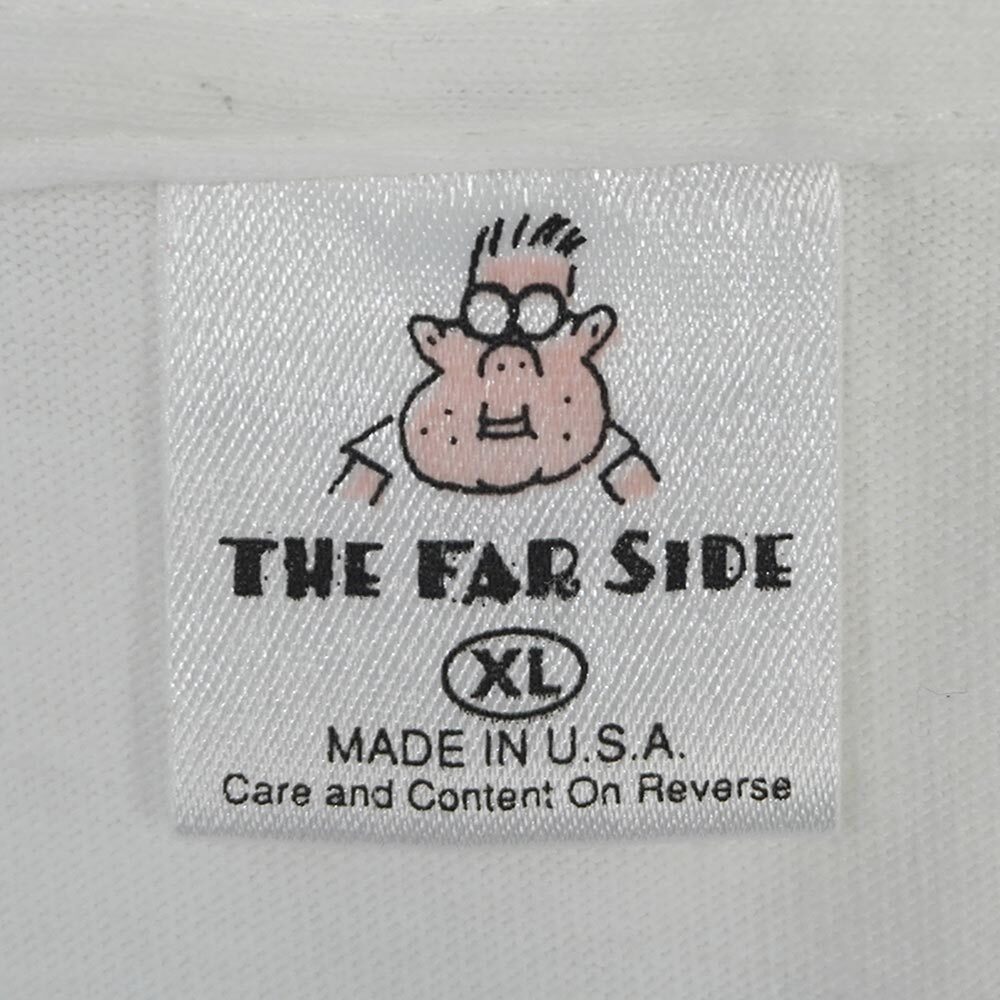 THE FAR SIDE
XL
MADE IN U.S.A.
Care and Content On Reverse